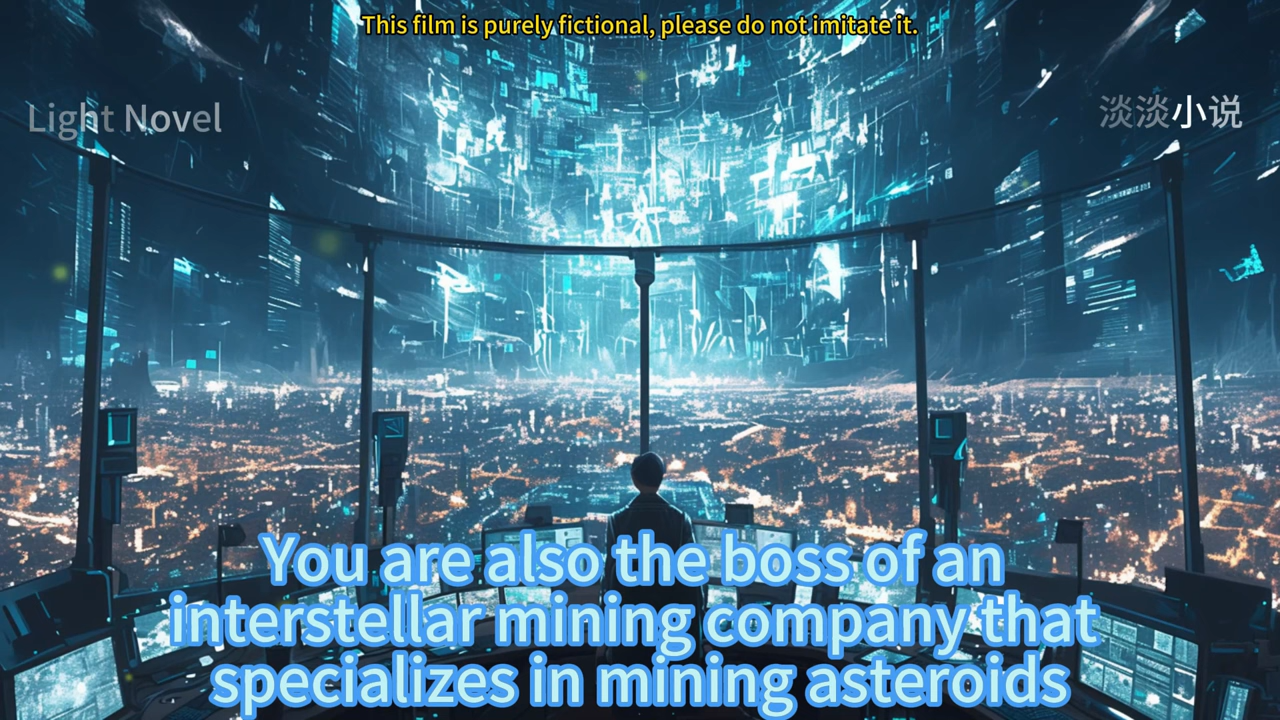 This film is purely fictional, please do not imitate it.
Light Novel
淡淡小说
You are also the boss of an
interstellar mining company that
specializes in mining asteroids